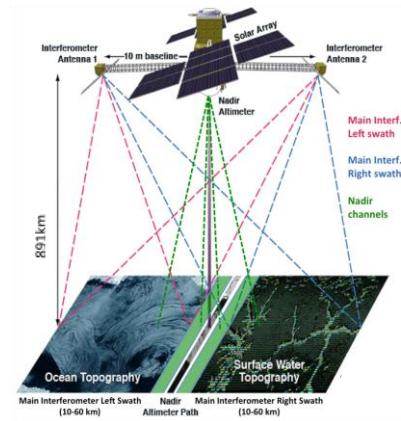 Solar Array
Interferometer
Antenna 1
10 m baseline
Interferometer
Antenna 2
Nadir
Altimeter
Main Interf.
Left swath
Main Interf.
Right swath
Nadir
channels
891km
Ocean Topography
Surface Water
Topography
Main Interferometer Left Swath
(10-60 km)
Nadir
Altimeter Path
Main Interferometer Right Swath
(10-60 km)